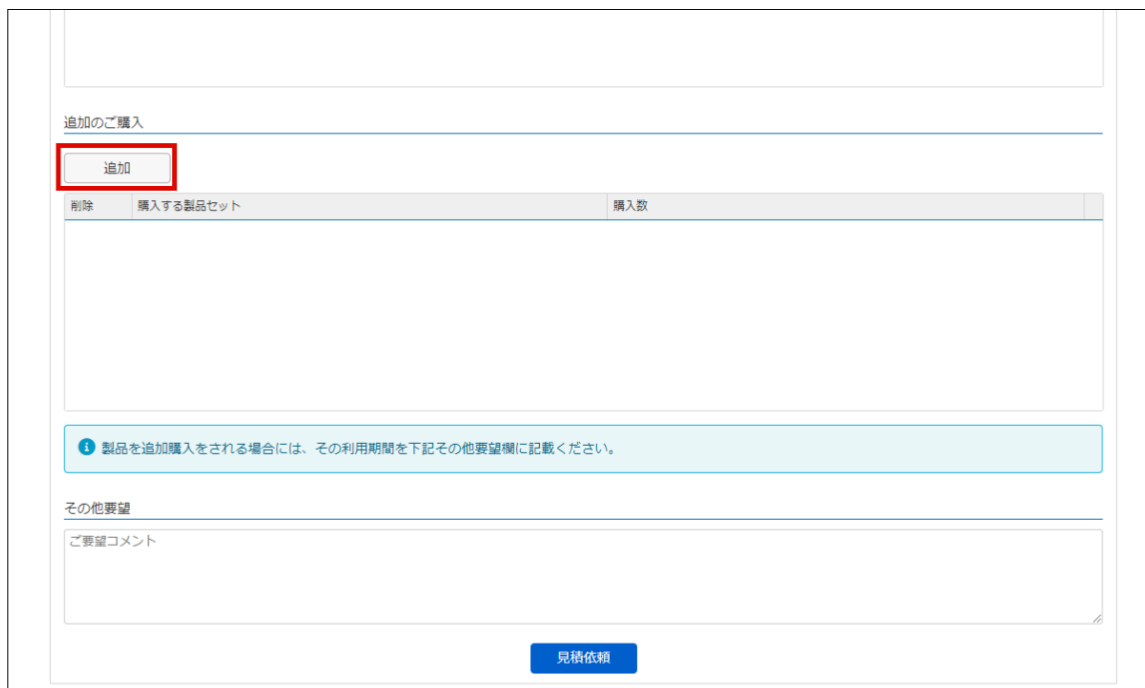 追加のご購入
追加
削除 購入する製品セット 購入数
製品を追加購入をされる場合には、その利用期間を下記その他要望欄に記載ください。
その他要望
ご要望コメント
見積依頼